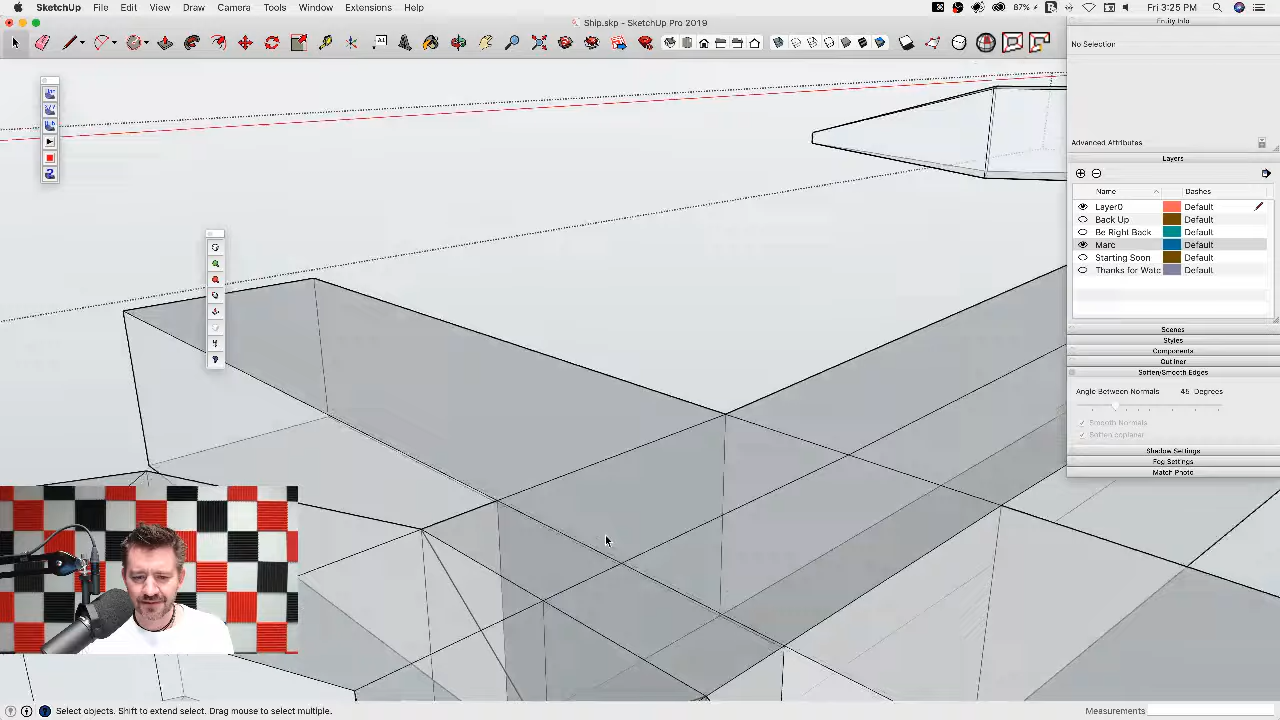 SketchUp File Edit View Draw Camera Tools Window Extensions Help 87% Fri 3:25 PM
Ship.skp - SketchUp Pro 2019
Entity Info
A1
No Selection
Advanced Attributes
Layers
Name Dashes
Layer0 Default
Back Up Default
Be Right Back Default
Marc Default
Starting Soon Default
Thanks for Watc Default
Scenes
Styles
Components
Outliner
Soften/Smooth Edges
Angle Between Normals 45 Degrees
Smooth Normals
Soften coplanar
Shadow Settings
Fog Settings
Match Photo
Select objects. Shift to extend select. Drag mouse to select multiple. Measurements